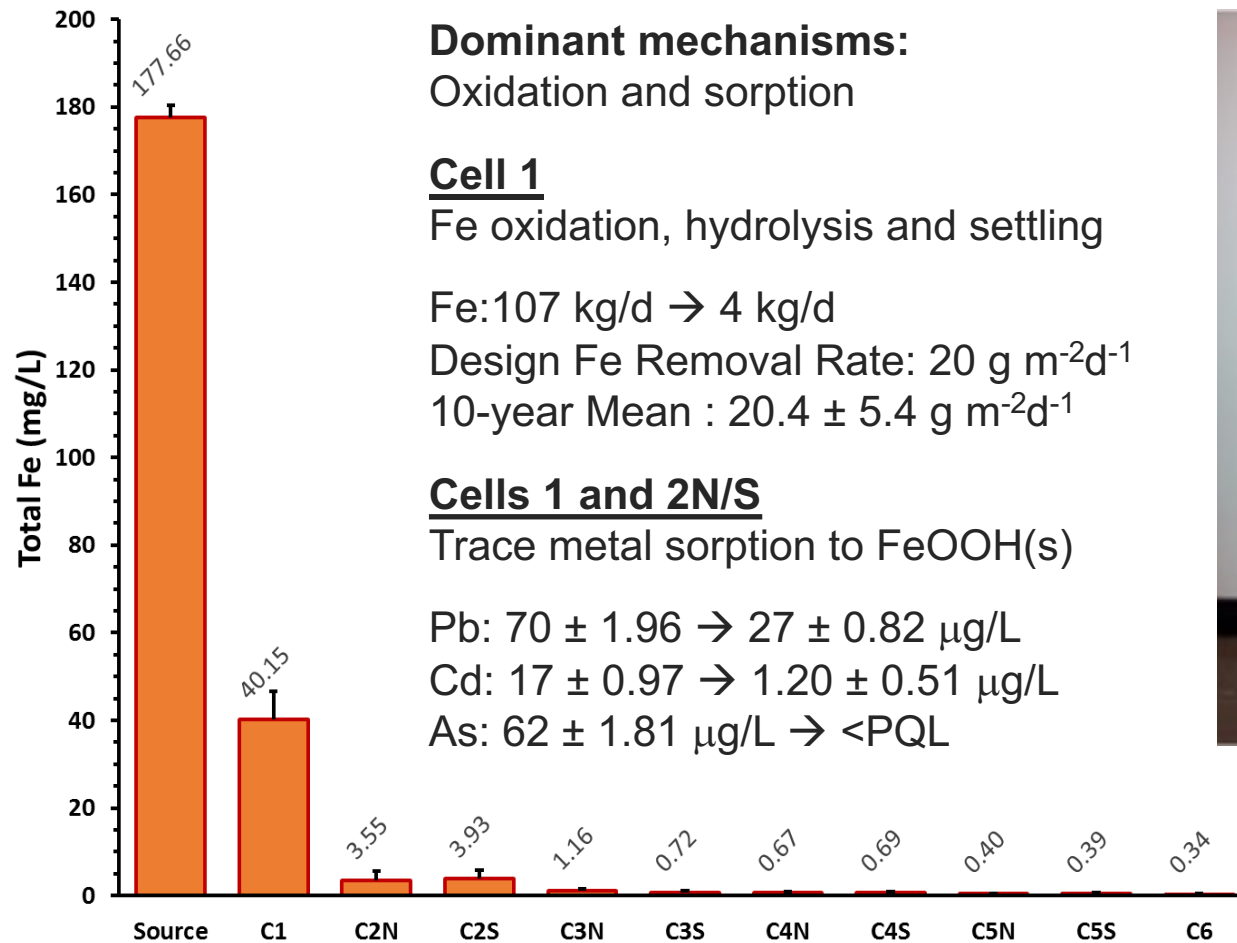 Dominant mechanisms:
Oxidation and sorption
Cell 1
Fe oxidation, hydrolysis and settling
Fe:107 kg/d → 4 kg/d
Design Fe Removal Rate: 20 g m-2d-1
10-year Mean : 20.4 ± 5.4 g m-2d-1
Cells 1 and 2N/S
Trace metal sorption to FeOOH(s)
Pb: 70 ± 1.96 → 27 ± 0.82 μg/L
Cd: 17 ± 0.97 → 1.20 ± 0.51 μg/L
As: 62 ± 1.81 μg/L → <PQL
Total Fe (mg/L)
200
180
160
140
120
100
80
60
40
20
0
177.66
40.15
3.55
3.93
1.16
0.72
0.67
0.69
0.40
0.39
0.34
Source C1 C2N C2S C3N C3S C4N C4S C5N C5S C6